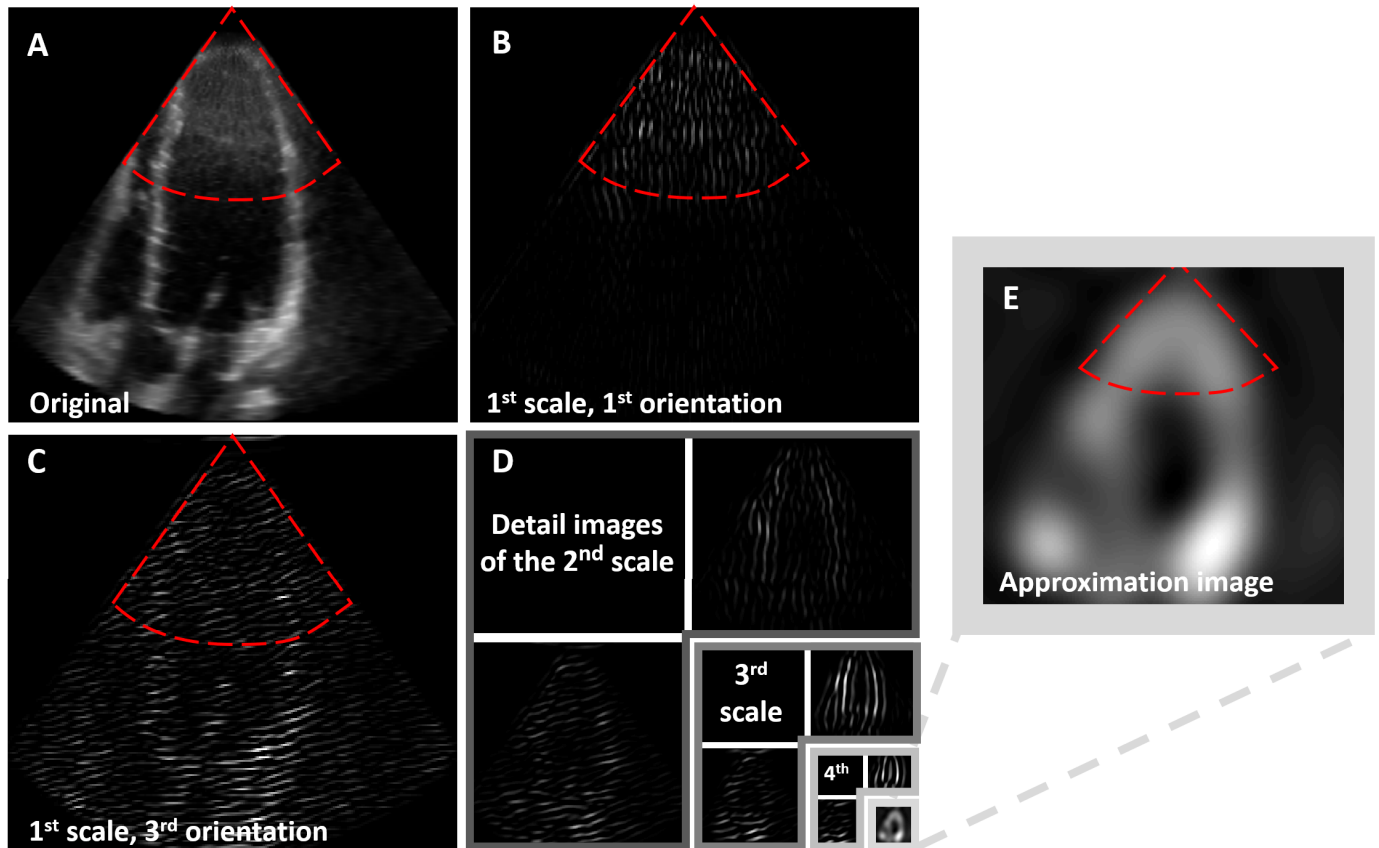 A
Original
B
1st scale, 1st orientation
C
1st scale, 3rd orientation
D
Detail images
of the 2nd scale
3rd
scale
4th
E
Approximation image